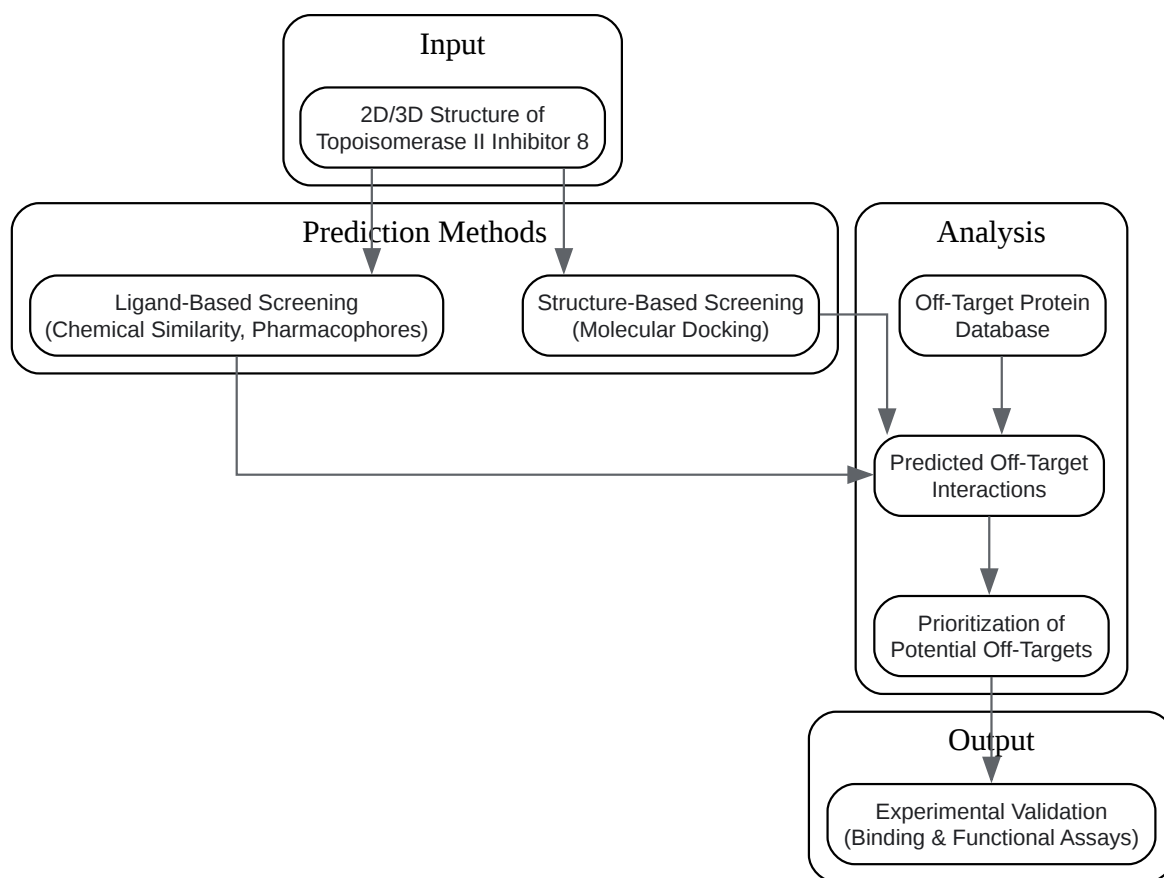 Input
2D/3D Structure of
Topoisomerase II Inhibitor 8
Prediction Methods
Ligand-Based Screening
(Chemical Similarity, Pharmacophores)
Structure-Based Screening
(Molecular Docking)
Analysis
Off-Target Protein
Database
Predicted Off-Target
Interactions
Prioritization of
Potential Off-Targets
Output
Experimental Validation
(Binding & Functional Assays)